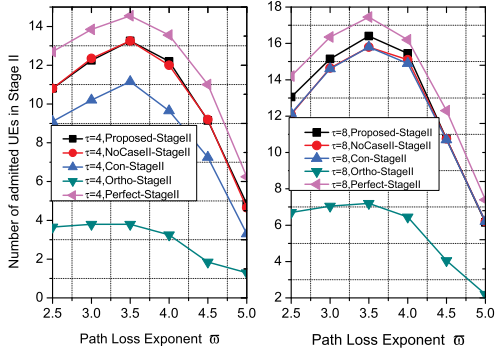 14
12
10
8
6
4
2
0
Number of admitted UEs in Stage II
τ=4,Proposed-StageII
τ=4,NoCaseII-StageII
τ=4,Con-StageII
τ=4,Ortho-StageII
τ=4,Perfect-StageII
2.5 3.0 3.5 4.0 4.5 5.0
Path Loss Exponent ϖ
18
16
14
12
10
8
6
4
2
τ=8,Proposed-StageII
τ=8,NoCaseII-StageII
τ=8,Con-StageII
τ=8,Ortho-StageII
τ=8,Perfect-StageII
2.5 3.0 3.5 4.0 4.5 5.0
Path Loss Exponent ϖ